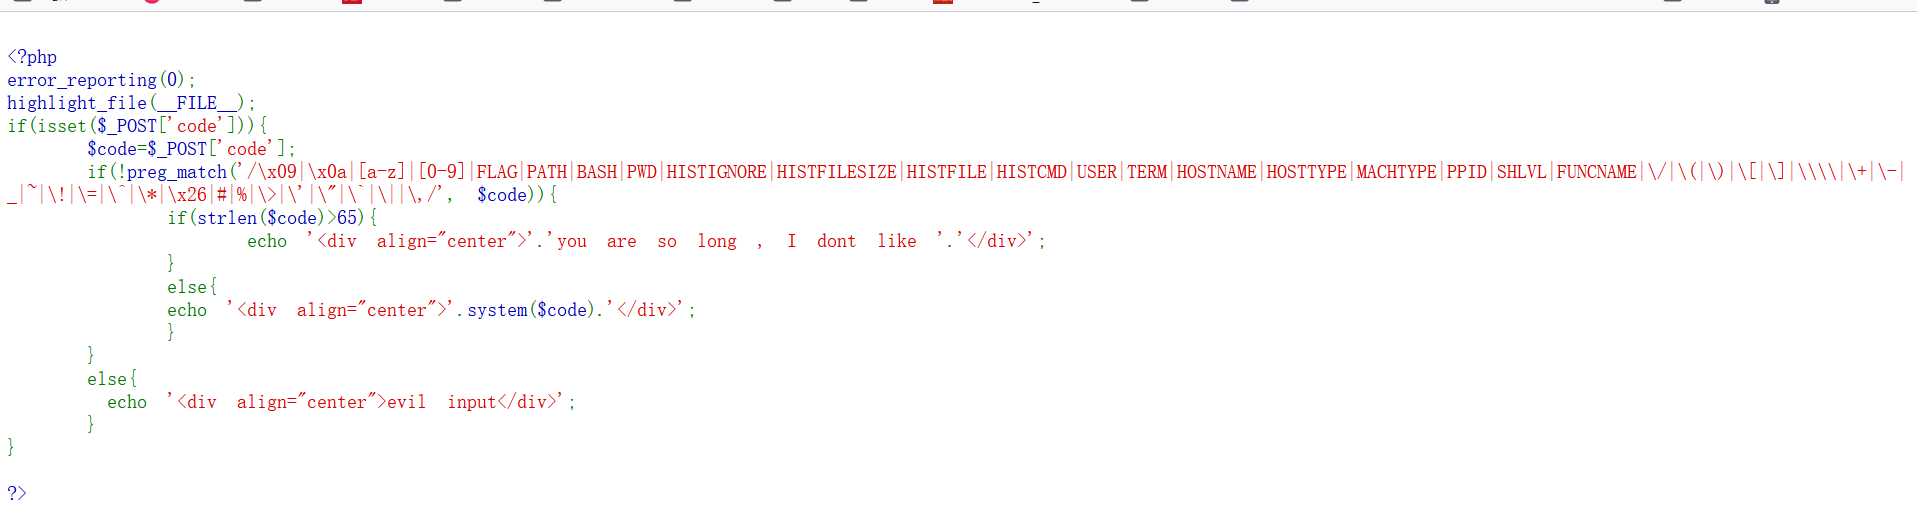 <?php
error_reporting(0);
highlight_file(__FILE__);
if(isset($_POST['code'])){
$code=$_POST['code'];
if(!preg_match('/\x09|\x0a|[a-z]|[0-9]|FLAG|PATH|BASH|PWD|HISTIGNORE|HISTFILESIZE|HISTFILE|HISTCMD|USER|TERM|HOSTNAME|HOSTTYPE|MACHTYPE|PPID|SHLVL|FUNCNAME|\/|\(|\)|\[|\]|\\\\|\+|\-|
_|~|\!|\=|\^|\*|\x26|#|%|\>|\'|\"|\`|\||\,/', $code)){
if(strlen($code)>65){
echo '<div align="center">'.'you are so long , I dont like '.'</div>';
}
else{
echo '<div align="center">'.system($code).'</div>';
}
}
else{
echo '<div align="center">evil input</div>';
}
}
?>